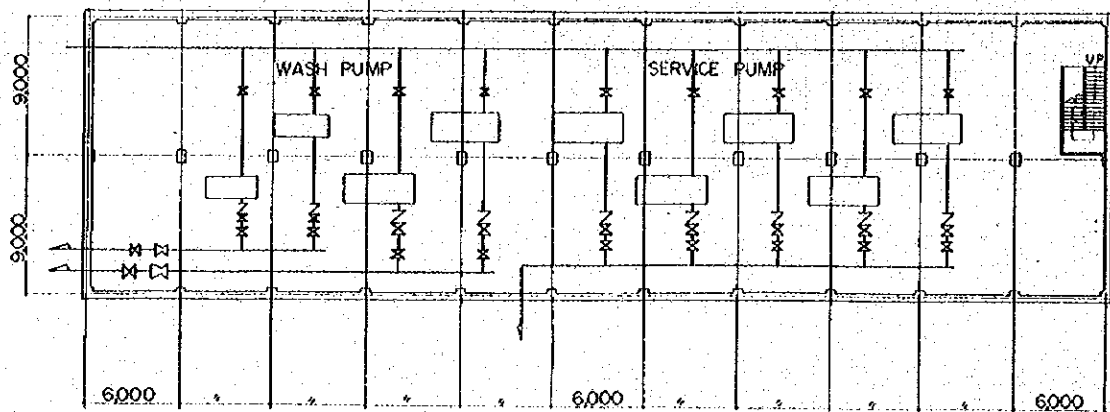 WASH PUMP
SERVICE PUMP
UP
9,000
9,000
6,000 〃 〃 〃 〃 6,000 〃 〃 〃 〃 6,000